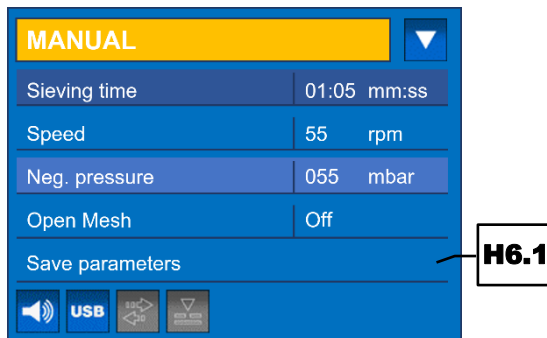 MANUAL
Sieving time 01:05 mm:ss
Speed 55 rpm
Neg. pressure 055 mbar
Open Mesh Off
Save parameters
H6.1
USB